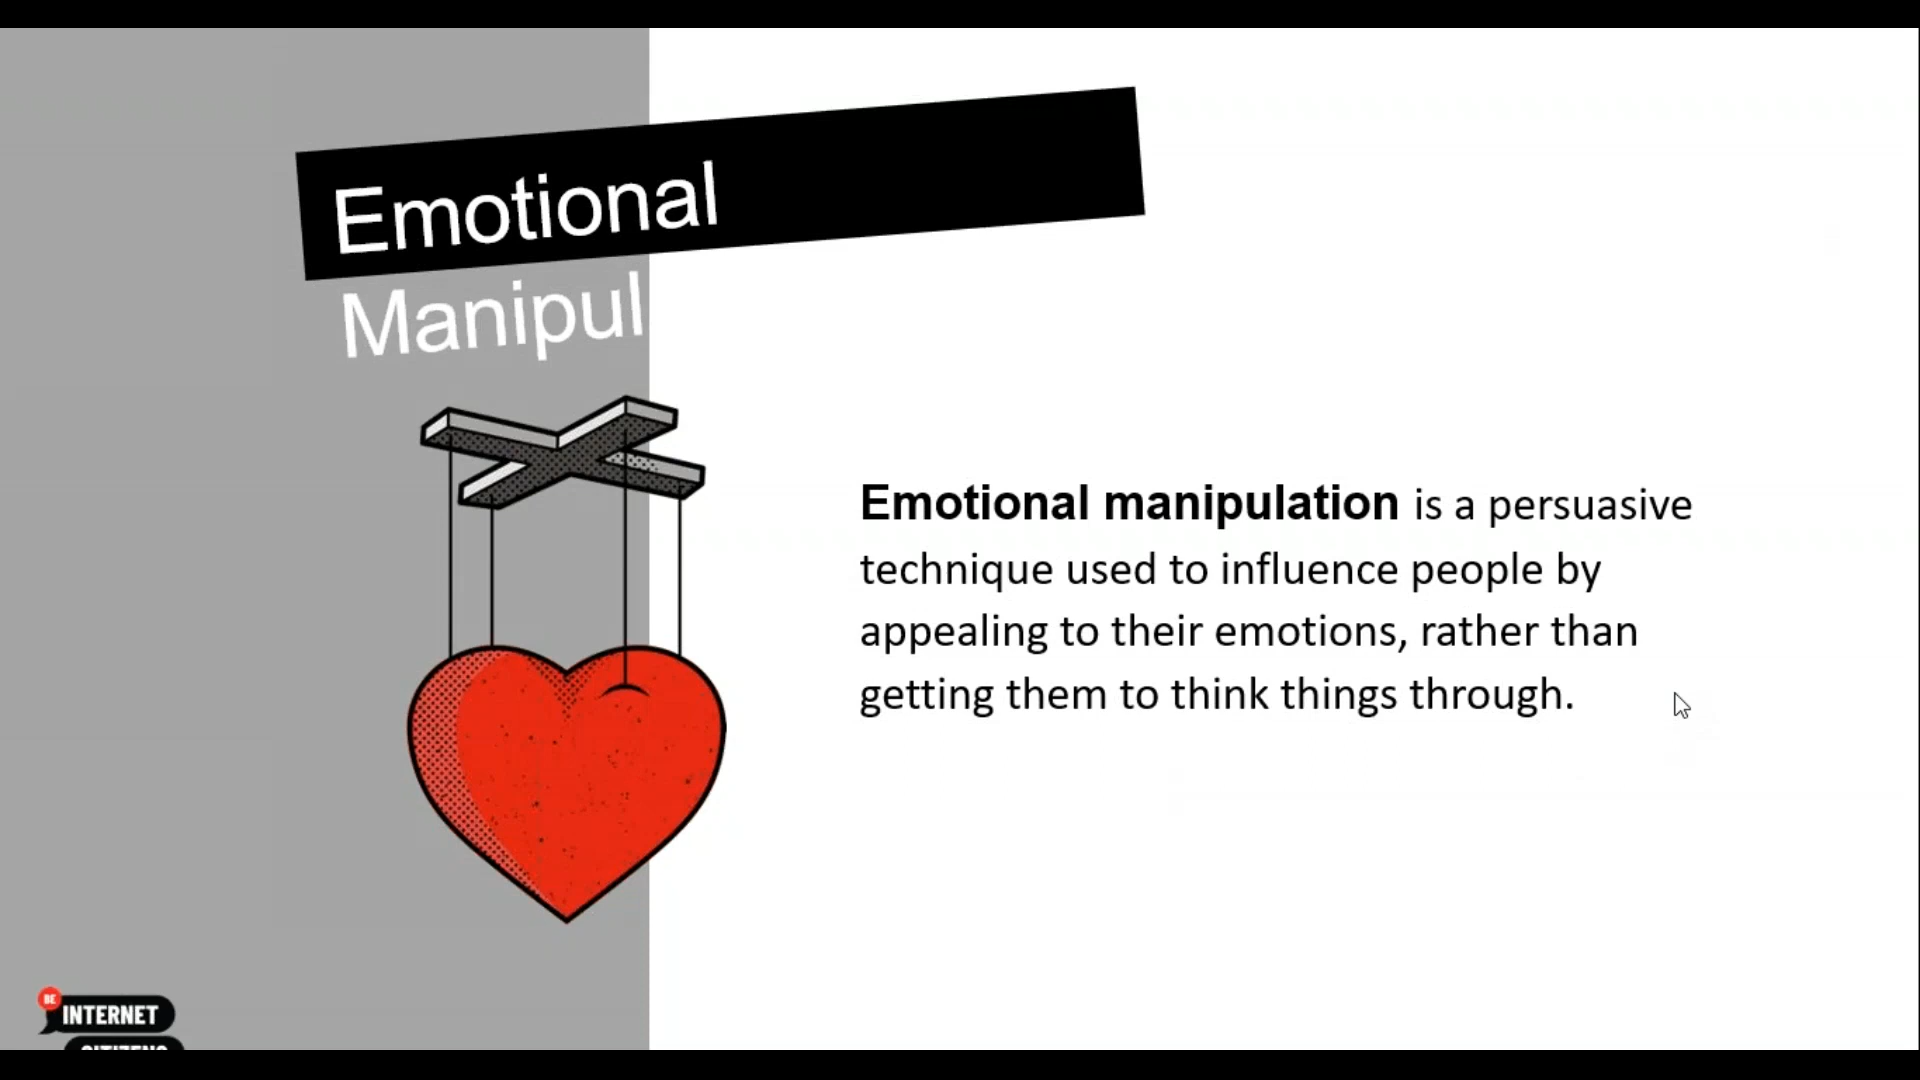 Emotional
Manipul
Emotional manipulation is a persuasive
technique used to influence people by
appealing to their emotions, rather than
getting them to think things through.
BE
INTERNET
CITIZENS